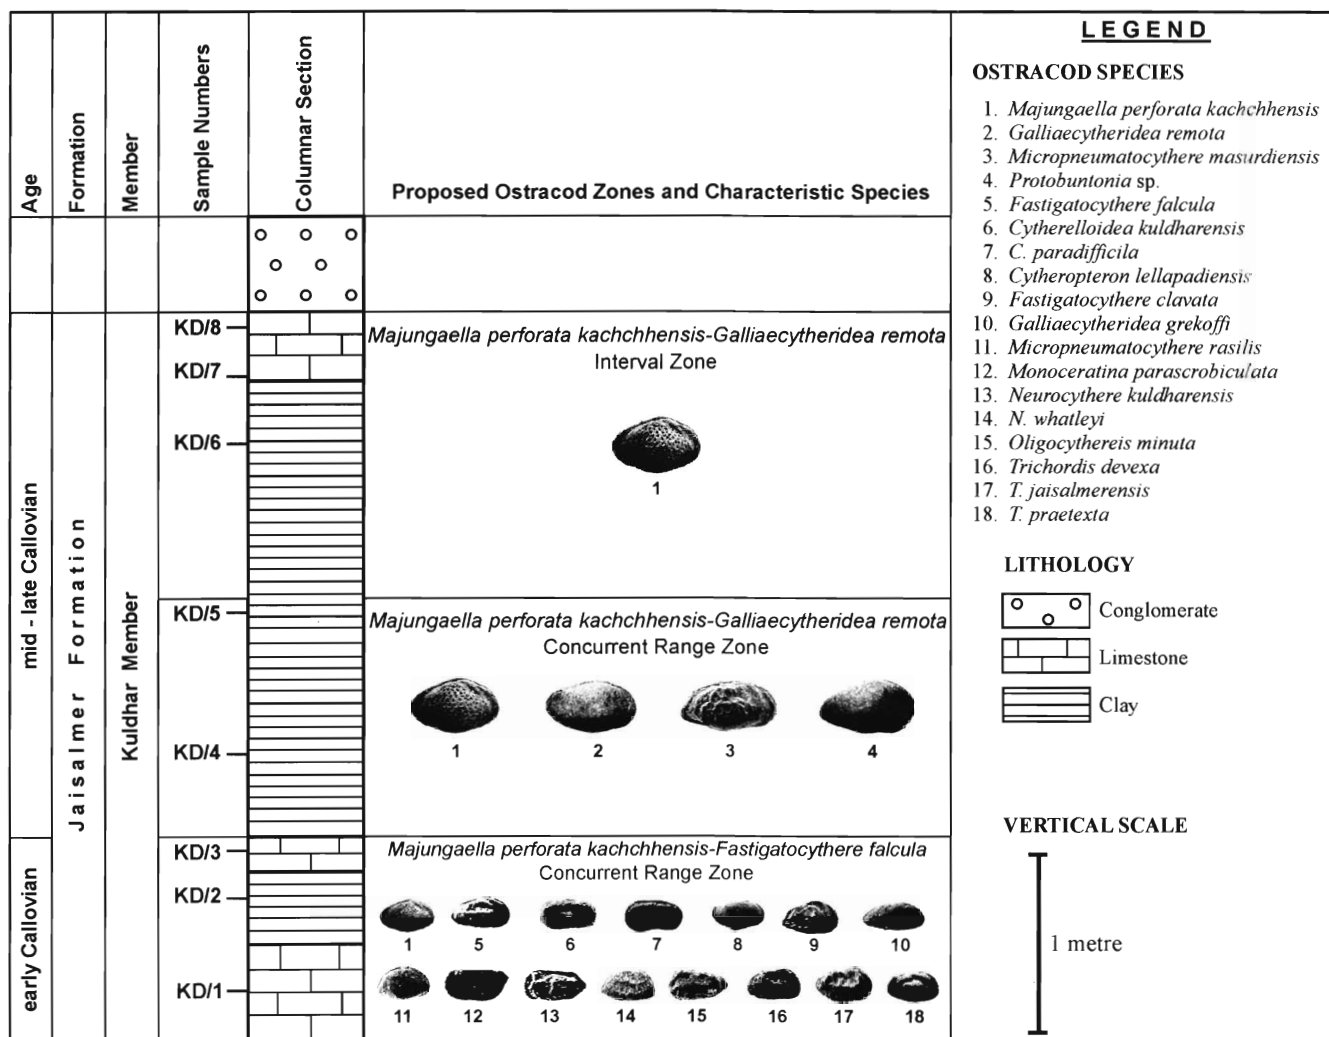 Age
Formation
Member
Sample Numbers
Columnar Section
Proposed Ostracod Zones and Characteristic Species
mid - late Callovian
early Callovian
Jaisalmer Formation
Kuldhar Member
KD/8
KD/7
KD/6
KD/5
KD/4
KD/3
KD/2
KD/1
Majungaella perforata kachchhensis-Galliaecytheridea remota
Interval Zone
1
Majungaella perforata kachchhensis-Galliaecytheridea remota
Concurrent Range Zone
1 2 3 4
Majungaella perforata kachchhensis-Fastigatocythere falcula
Concurrent Range Zone
1 5 6 7 8 9 10
11 12 13 14 15 16 17 18
LEGEND
OSTRACOD SPECIES
1. Majungaella perforata kachchhensis
2. Galliaecytheridea remota
3. Micropneumatocythere masurdiensis
4. Protobuntonia sp.
5. Fastigatocythere falcula
6. Cytherelloidea kuldharensis
7. C. paradifficila
8. Cytheropteron lellapadiensis
9. Fastigatocythere clavata
10. Galliaecytheridea grekoffi
11. Micropneumatocythere rasilis
12. Monoceratina parascrobiculata
13. Neurocythere kuldharensis
14. N. whatleyi
15. Oligocythereis minuta
16. Trichordis devexa
17. T. jaisalmerensis
18. T. praetexta
LITHOLOGY
Conglomerate
Limestone
Clay
VERTICAL SCALE
1 metre